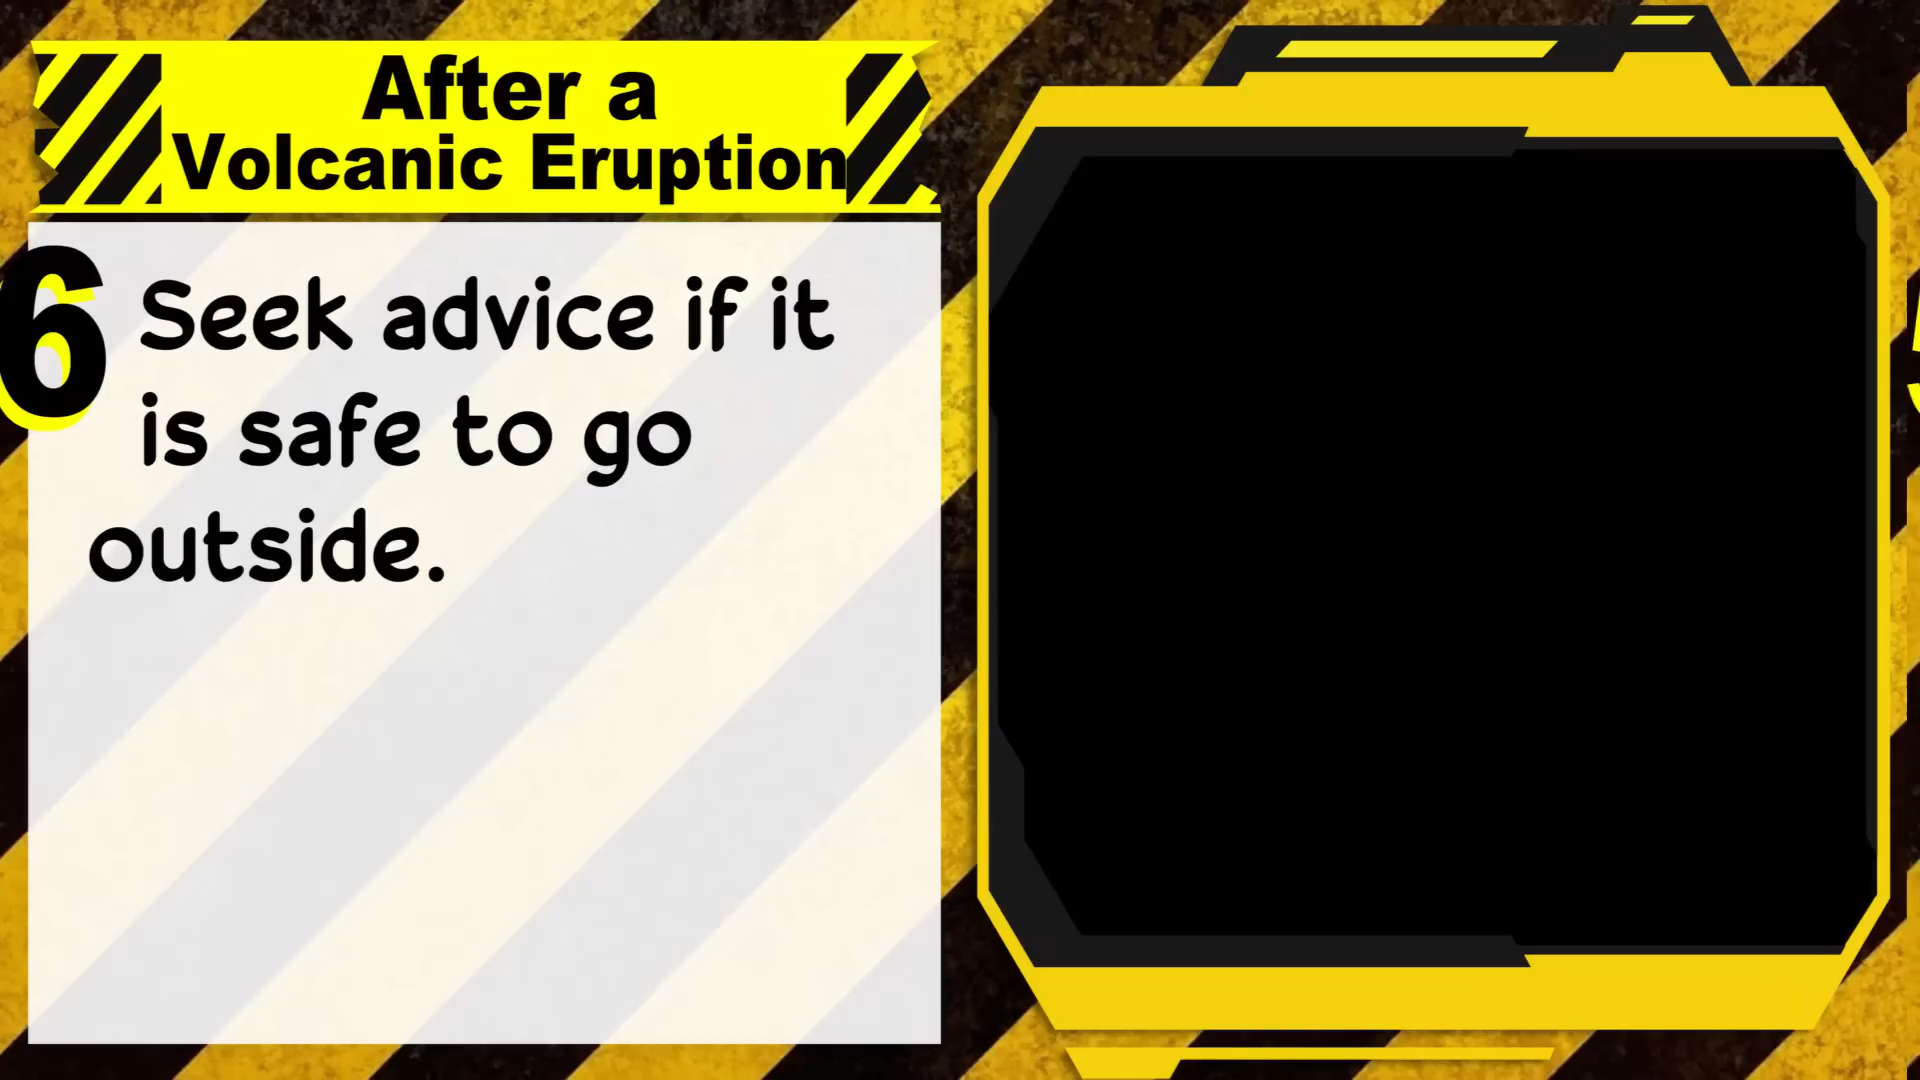 After a
Volcanic Eruption
6 Seek advice if it
is safe to go
outside.